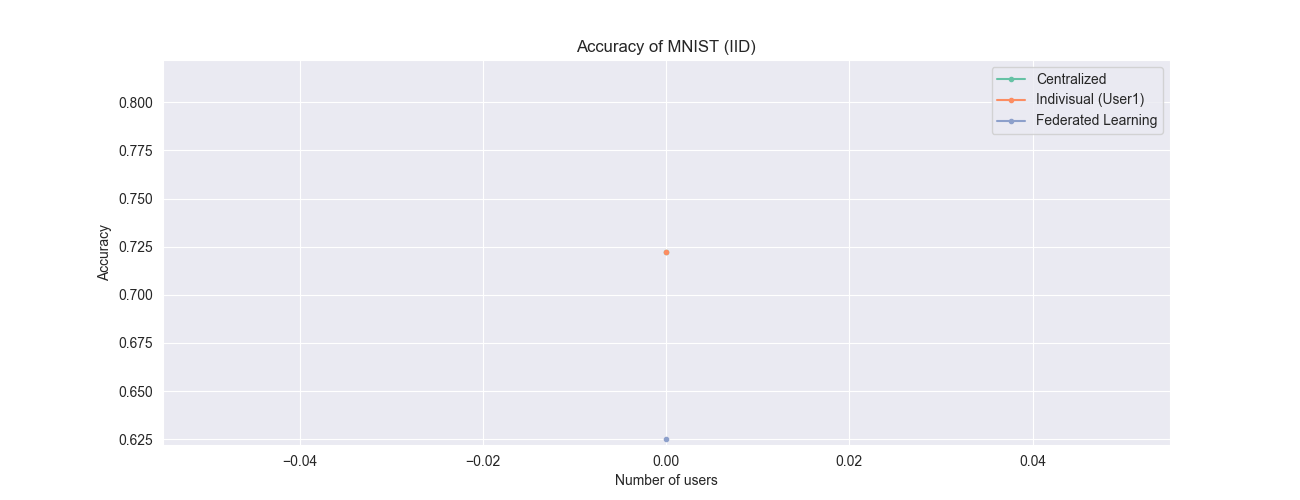 Accuracy of MNIST (IID)
Centralized
Indivisual (User1)
Federated Learning
0.800
0.775
0.750
0.725
0.700
0.675
0.650
0.625
Accuracy
−0.04 −0.02 0.00 0.02 0.04
Number of users